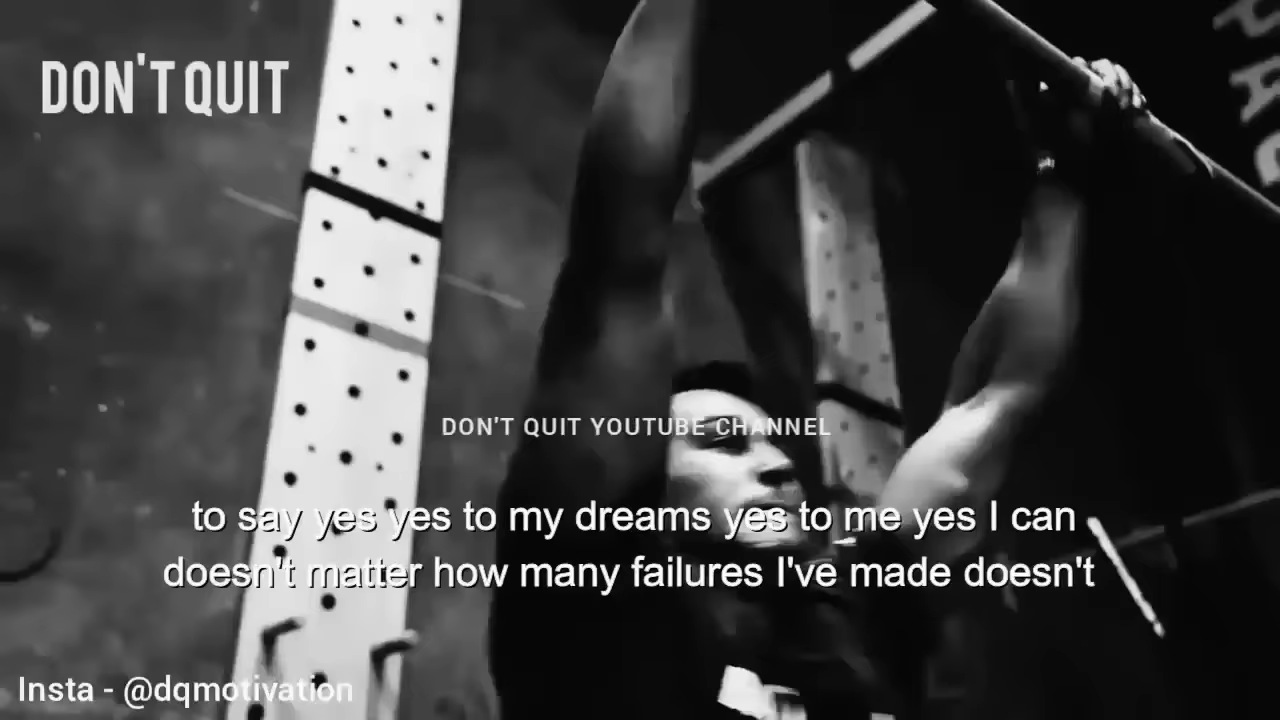 DON'T QUIT
DON'T QUIT YOUTUBE CHANNEL
to say yes yes to my dreams yes to me yes I can
doesn't matter how many failures I've made doesn't
Insta - @dqmotivation